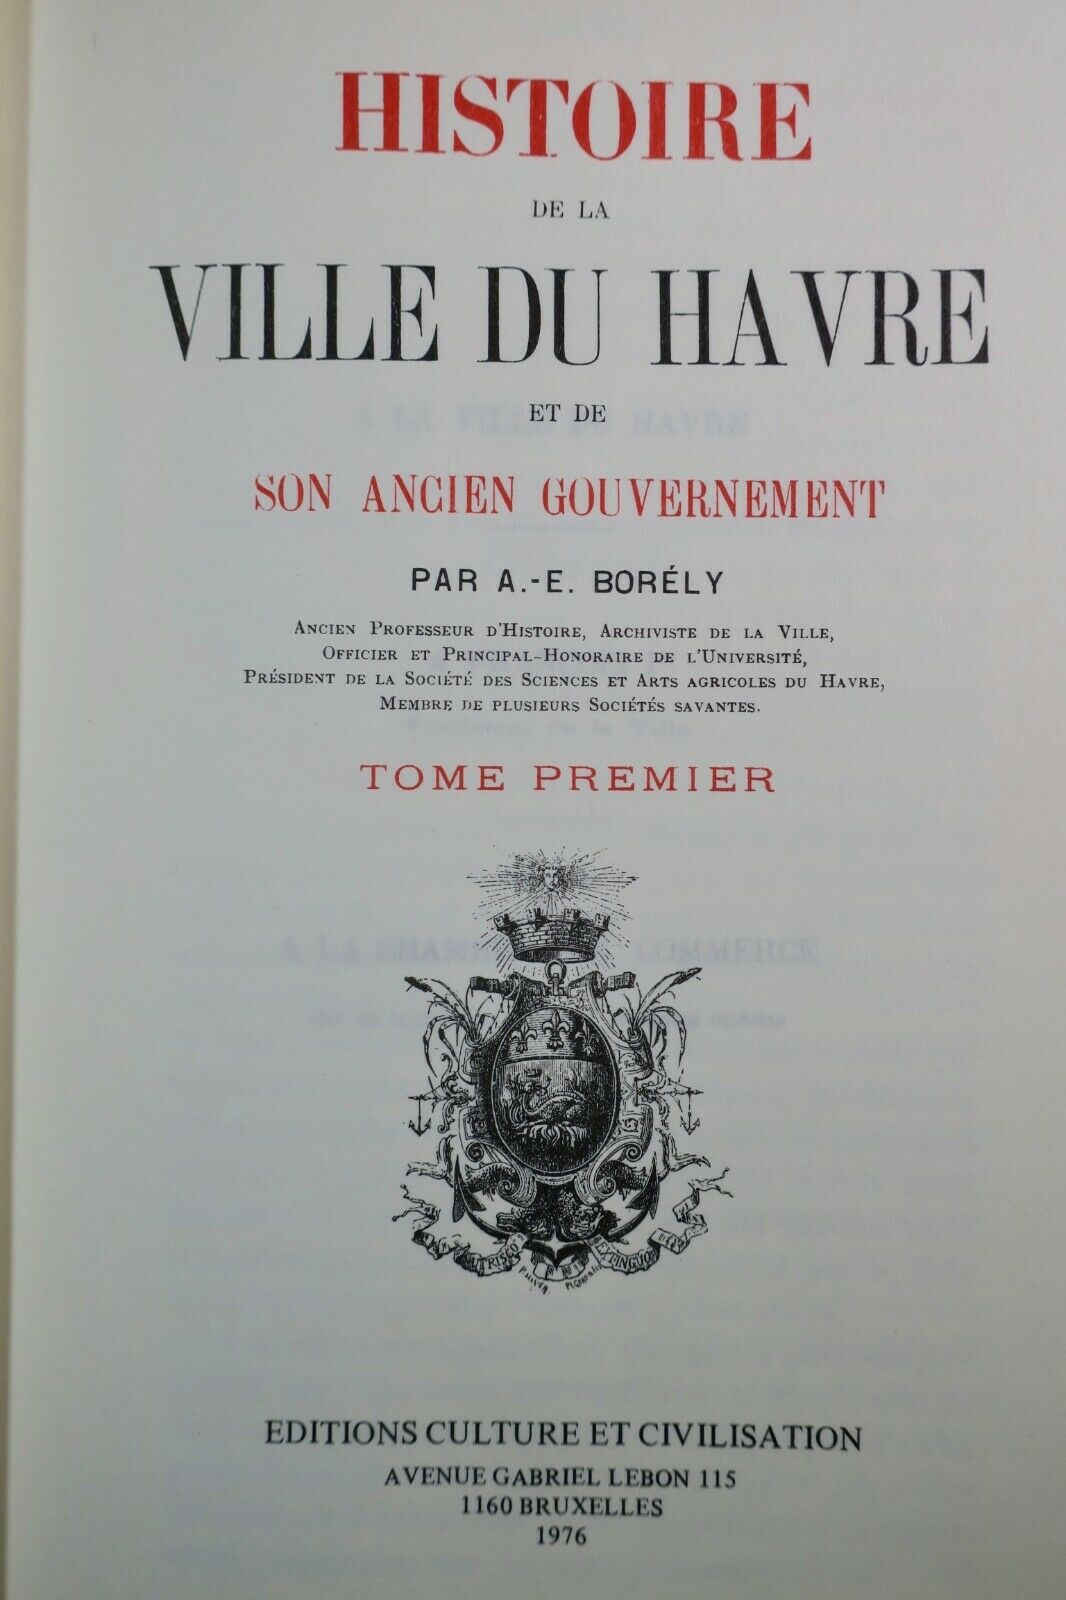 HISTOIRE
DE LA
VILLE DU HAVRE
ET DE
SON ANCIEN GOUVERNEMENT
PAR A.-E. BORÉLY
ANCIEN PROFESSEUR D'HISTOIRE, ARCHIVISTE DE LA VILLE,
OFFICIER ET PRINCIPAL-HONORAIRE DE L'UNIVERSITÉ,
PRÉSIDENT DE LA SOCIÉTÉ DES SCIENCES ET ARTS AGRICOLES DU HAVRE,
MEMBRE DE PLUSIEURS SOCIÉTÉS SAVANTES.
TOME PREMIER
NUTRISCO EXTINGUO
EDITIONS CULTURE ET CIVILISATION
AVENUE GABRIEL LEBON 115
1160 BRUXELLES
1976